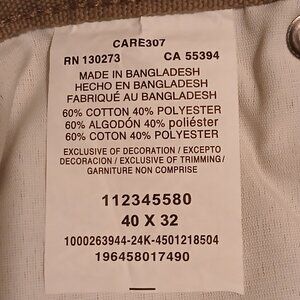 CARE307
RN 130273 CA 55394
MADE IN BANGLADESH
HECHO EN BANGLADESH
FABRIQUÉ AU BANGLADESH
60% COTTON 40% POLYESTER
60% ALGODÓN 40% poliéster
60% COTTON 40% POLYESTER
EXCLUSIVE OF DECORATION / EXCEPTO
DECORACION / EXCLUSIVE OF TRIMMING/
GARNITURE NON COMPRISE
112345580
40 X 32
1000263944-24K-4501218504
196458017490